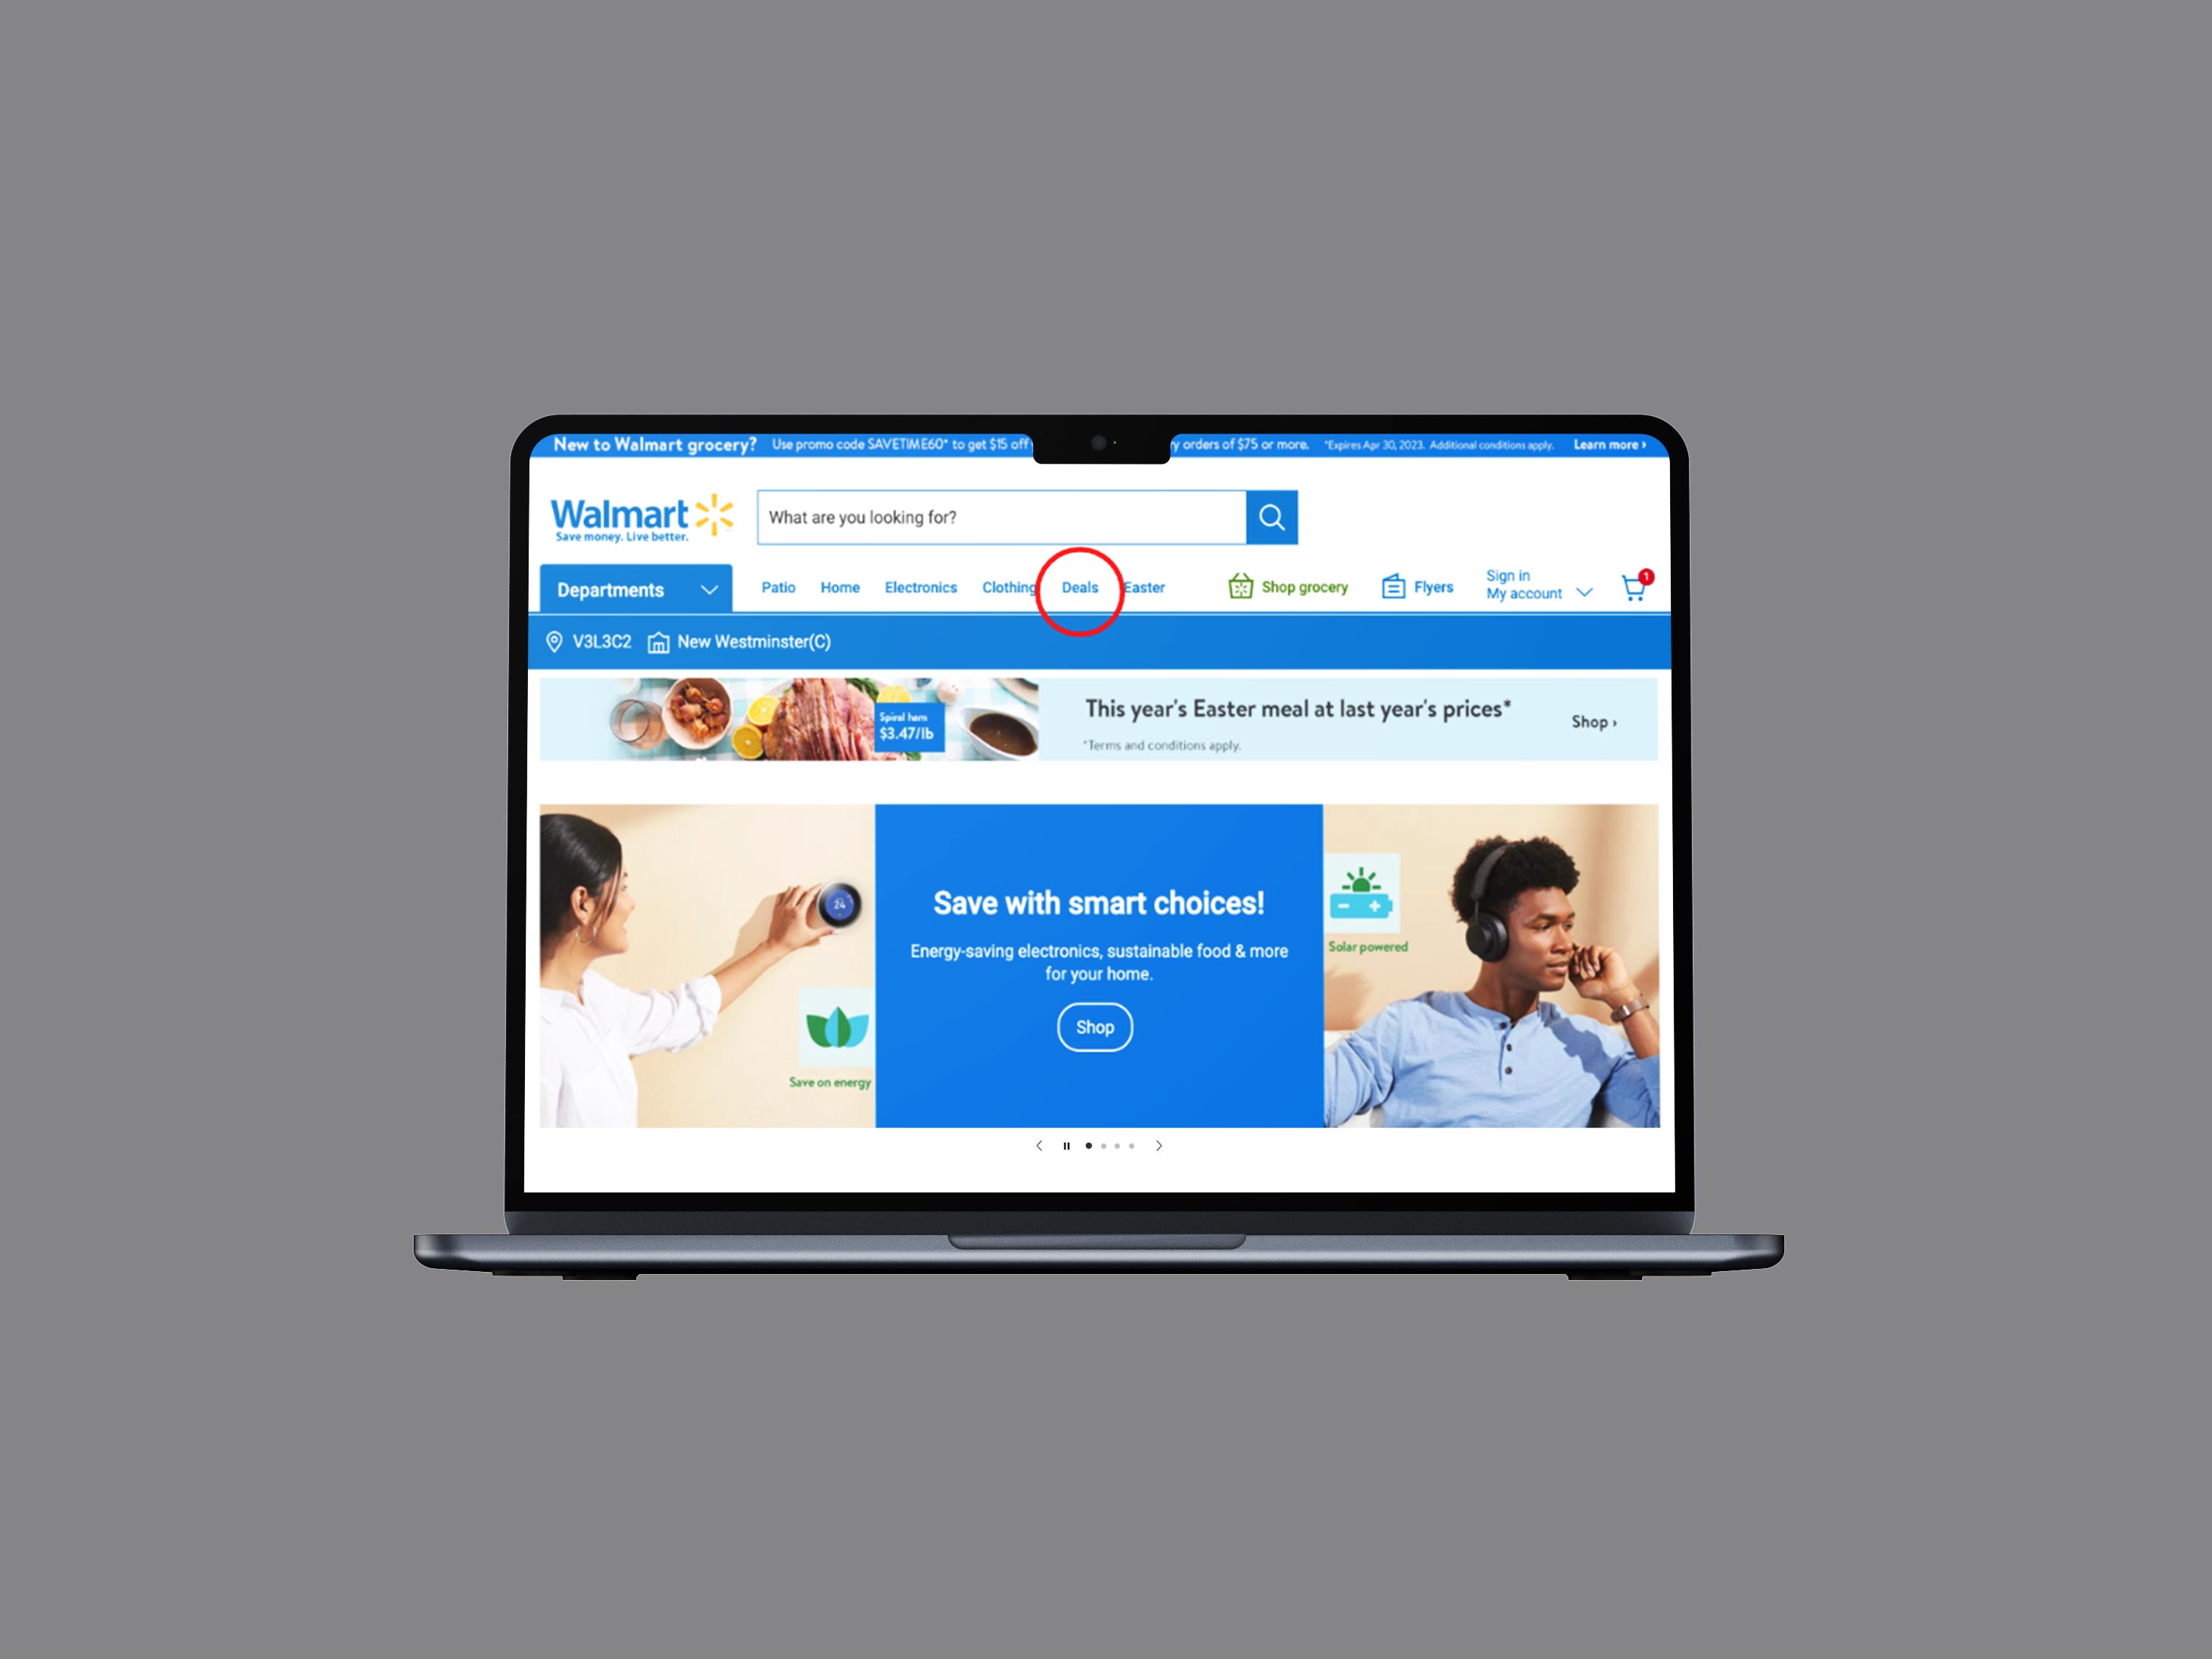 New to Walmart grocery? Use promo code SAVETIME60* to get $15 off y orders of $75 or more. *Expires Apr 30, 2023. Additional conditions apply. Learn more ›
Walmart
Save money. Live better.
What are you looking for?
Departments Patio Home Electronics Clothing Deals Easter Shop grocery Flyers Sign in
My account
1
V3L3C2 New Westminster(C)
Spiral ham
$3.47/lb
This year's Easter meal at last year's prices*
*Terms and conditions apply.
Shop ›
24
Save on energy
Save with smart choices!
Energy-saving electronics, sustainable food & more
for your home.
Shop
Solar powered